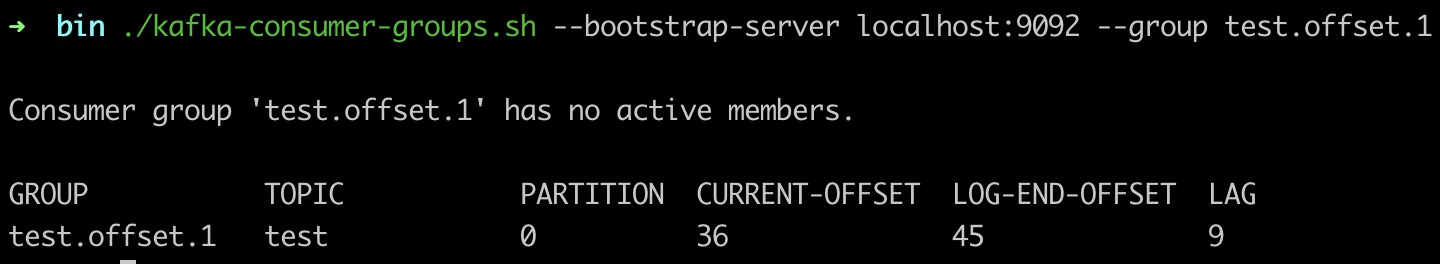 ➜ bin ./kafka-consumer-groups.sh --bootstrap-server localhost:9092 --group test.offset.1
Consumer group 'test.offset.1' has no active members.
GROUP TOPIC PARTITION CURRENT-OFFSET LOG-END-OFFSET LAG
test.offset.1 test 0 36 45 9